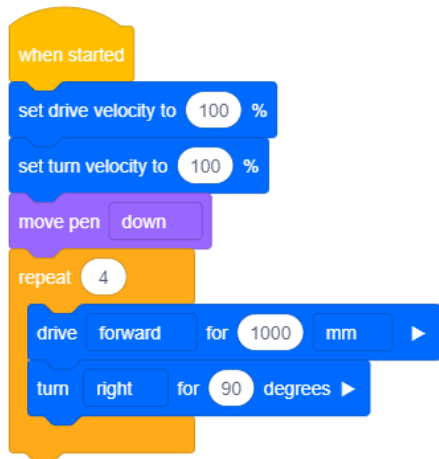 when started
set drive velocity to 100 %
set turn velocity to 100 %
move pen down
repeat 4
drive forward for 1000 mm
turn right for 90 degrees